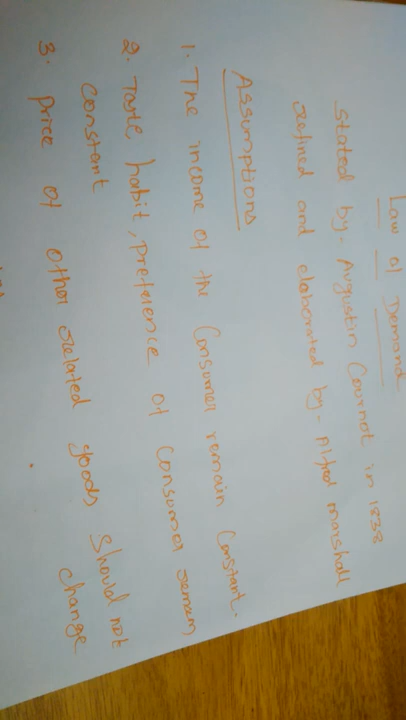 Law of Demand
Stated by - Augustin Cournot in 1838
refined and elaborated by - Alfred marshall
Assumptions
1. The income of the Consumer remain Constant.
2. Taste, habit, preference of Consumer remain
Constant
3. Price of other related goods should not
change